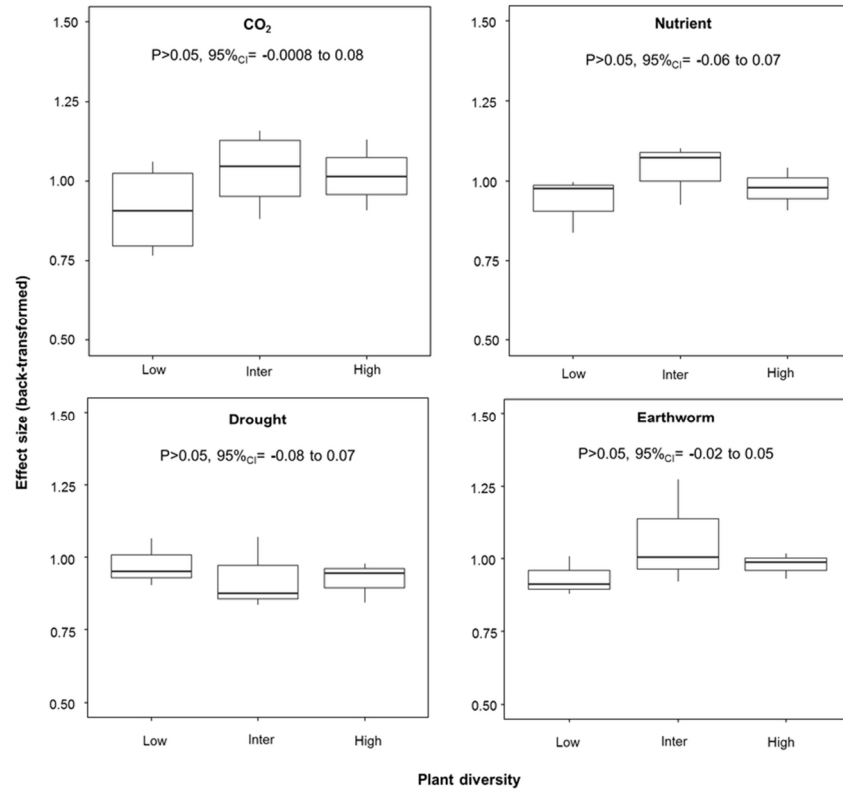 CO₂
P>0.05, 95%CI= -0.0008 to 0.08
1.50
1.25
1.00
0.75
0.50
Low Inter High
Nutrient
P>0.05, 95%CI= -0.06 to 0.07
1.50
1.25
1.00
0.75
0.50
Low Inter High
Effect size (back-transformed)
Drought
P>0.05, 95%CI= -0.08 to 0.07
1.50
1.25
1.00
0.75
0.50
Low Inter High
Earthworm
P>0.05, 95%CI= -0.02 to 0.05
1.50
1.25
1.00
0.75
0.50
Low Inter High
Plant diversity